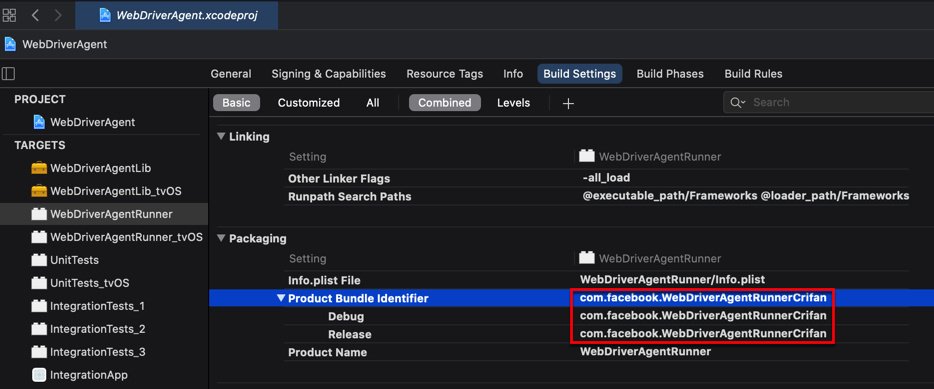 WebDriverAgent.xcodeproj
WebDriverAgent
General Signing & Capabilities Resource Tags Info Build Settings Build Phases Build Rules
PROJECT
WebDriverAgent
TARGETS
WebDriverAgentLib
WebDriverAgentLib_tvOS
WebDriverAgentRunner
WebDriverAgentRunner_tvOS
UnitTests
UnitTests_tvOS
IntegrationTests_1
IntegrationTests_2
IntegrationTests_3
IntegrationApp
Basic Customized All Combined Levels + Search
Linking
Setting WebDriverAgentRunner
Other Linker Flags -all_load
Runpath Search Paths @executable_path/Frameworks @loader_path/Frameworks
Packaging
Setting WebDriverAgentRunner
Info.plist File WebDriverAgentRunner/Info.plist
Product Bundle Identifier com.facebook.WebDriverAgentRunnerCrifan
Debug com.facebook.WebDriverAgentRunnerCrifan
Release com.facebook.WebDriverAgentRunnerCrifan
Product Name WebDriverAgentRunner